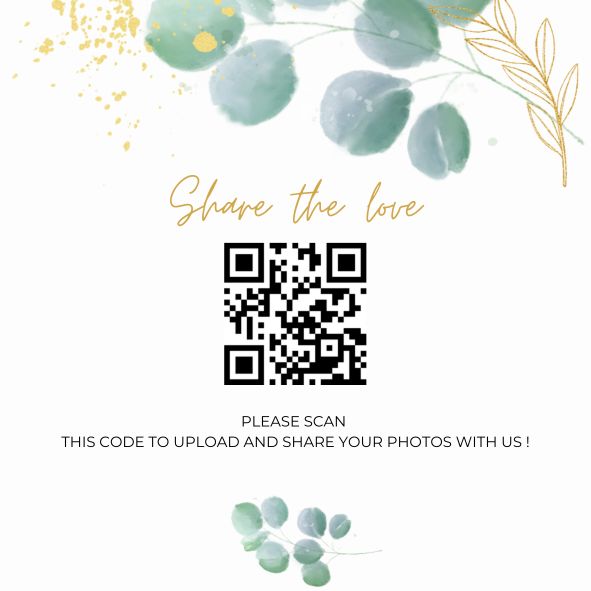 Share the love
PLEASE SCAN
THIS CODE TO UPLOAD AND SHARE YOUR PHOTOS WITH US !